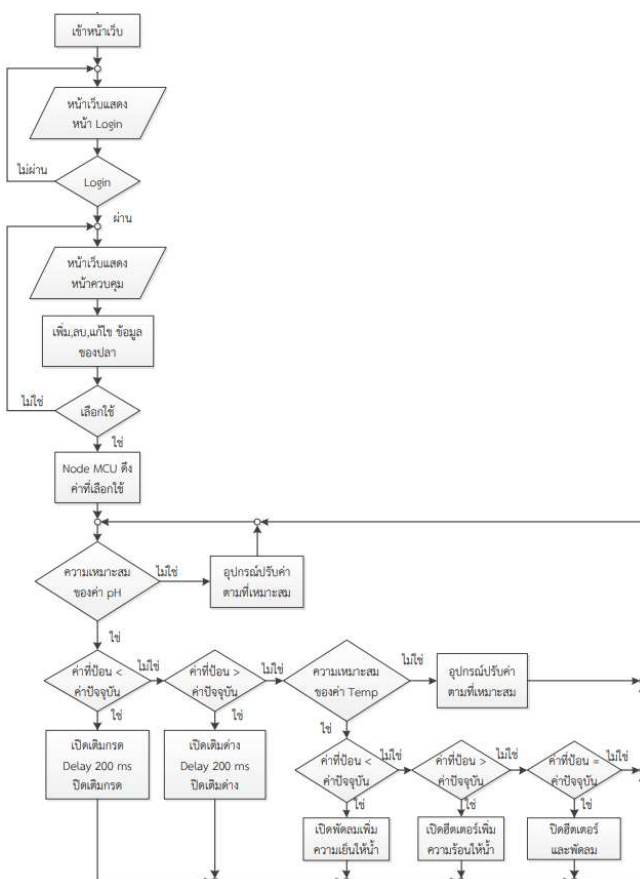 เข้าหน้าเว็บ
หน้าเว็บแสดง
หน้า Login
ไม่ผ่าน
Login
ผ่าน
หน้าเว็บแสดง
หน้าควบคุม
เพิ่ม,ลบ,แก้ไข ข้อมูล
ของปลา
ไม่ใช่
เลือกใช้
ใช่
Node MCU ดึง
ค่าที่เลือกใช้
ความเหมาะสม
ของค่า pH
ไม่ใช่
อุปกรณ์ปรับค่า
ตามที่เหมาะสม
ใช่
ค่าที่ป้อน <
ค่าปัจจุบัน
ไม่ใช่
ค่าที่ป้อน >
ค่าปัจจุบัน
ไม่ใช่
ความเหมาะสม
ของค่า Temp
ไม่ใช่
อุปกรณ์ปรับค่า
ตามที่เหมาะสม
ใช่
ใช่
ใช่
เปิดเติมกรด
Delay 200 ms
ปิดเติมกรด
เปิดเติมด่าง
Delay 200 ms
ปิดเติมด่าง
ค่าที่ป้อน <
ค่าปัจจุบัน
ไม่ใช่
ค่าที่ป้อน >
ค่าปัจจุบัน
ไม่ใช่
ค่าที่ป้อน =
ค่าปัจจุบัน
ไม่ใช่
ใช่
ใช่
ใช่
เปิดพัดลมเพิ่ม
ความเย็นให้น้ำ
เปิดฮีตเตอร์เพิ่ม
ความร้อนให้น้ำ
ปิดฮีตเตอร์
และพัดลม